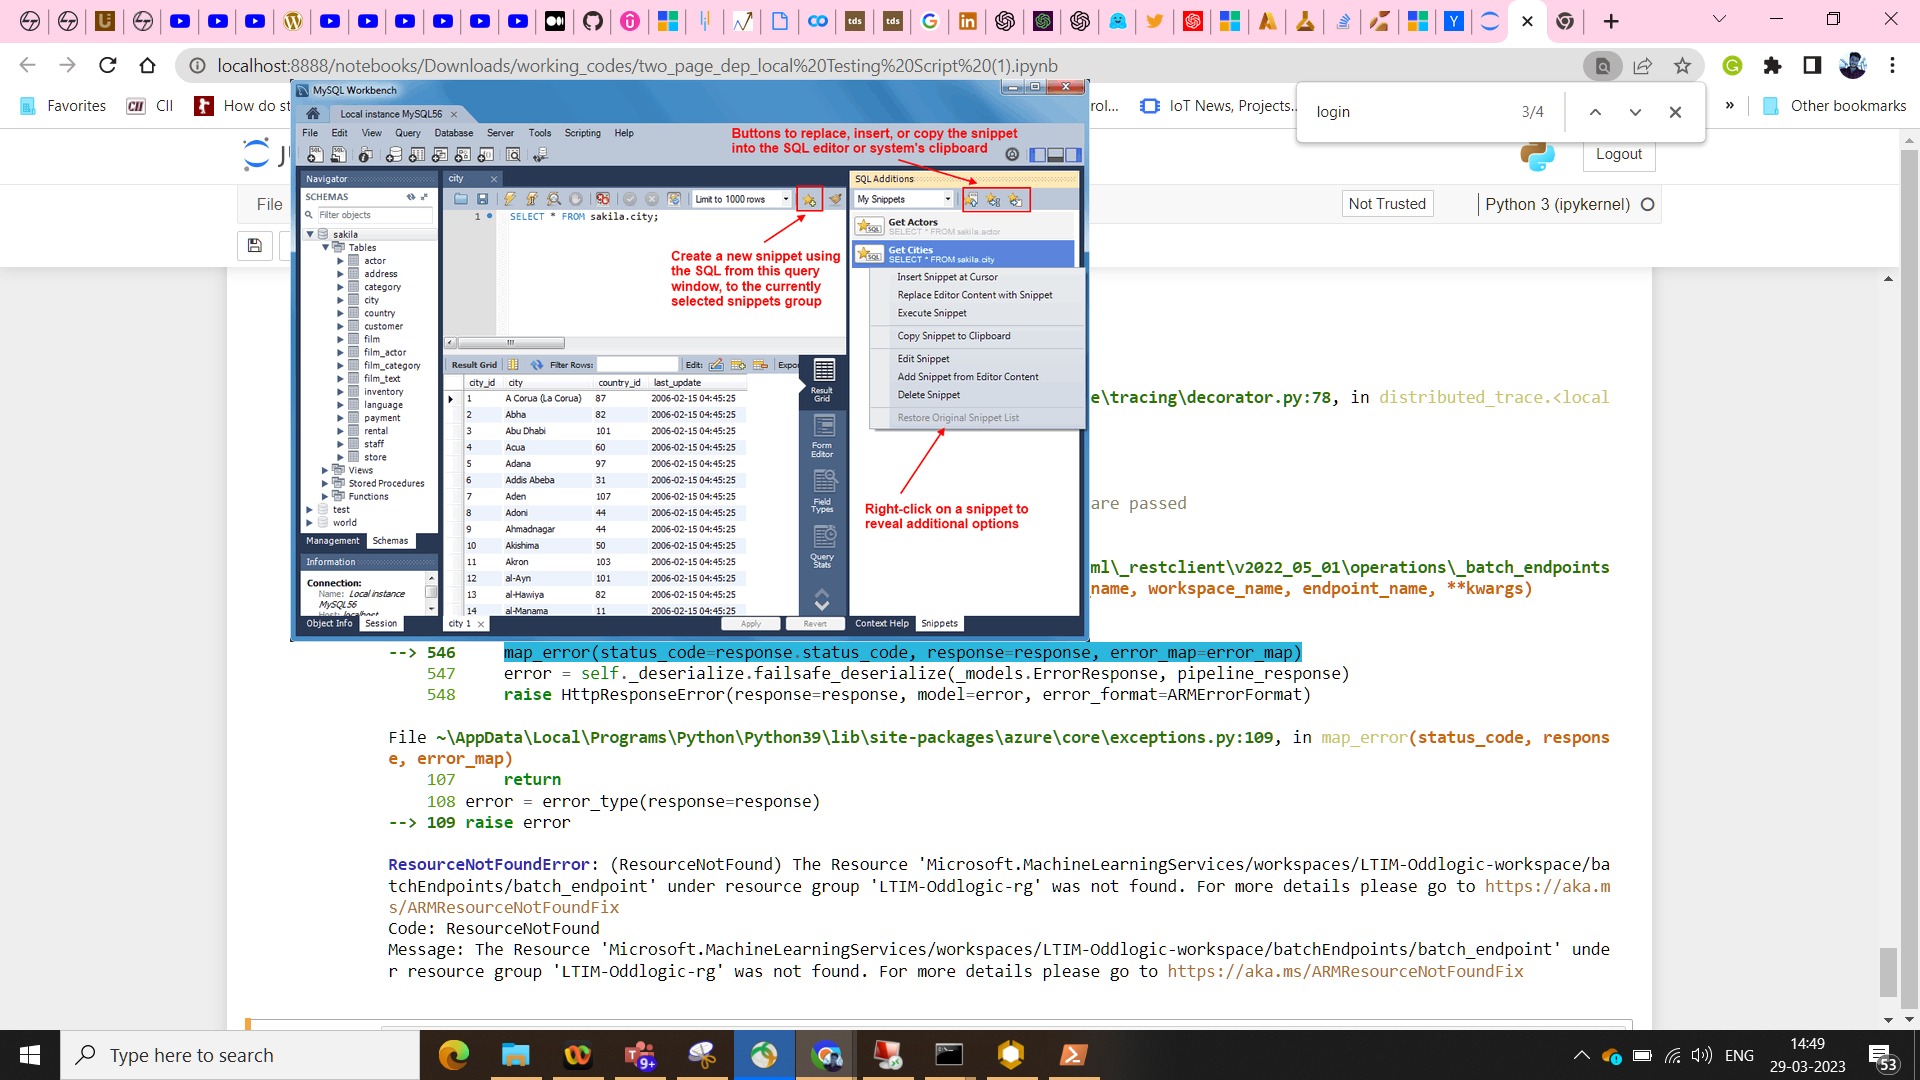 localhost:8888/notebooks/Downloads/working_codes/two_page_dep_local%20Testing%20Script%20(1).ipynb
Favorites
CII
How do st
rol...
IoT News, Projects...
»
Other bookmarks
login
3/4
Logout
File
Not Trusted
Python 3 (ipykernel)
MySQL Workbench
Local instance MySQL56
File Edit View Query Database Server Tools Scripting Help
Buttons to replace, insert, or copy the snippet
into the SQL editor or system's clipboard
Navigator
SCHEMAS
Filter objects
sakila
Tables
actor
address
category
city
country
customer
film
film_actor
film_category
film_text
inventory
language
payment
rental
staff
store
Views
Stored Procedures
Functions
test
world
Management Schemas
Information
Connection:
Name: Local instance
MySQL56
Host: localhost
Object Info Session
city
Limit to 1000 rows
1 SELECT * FROM sakila.city;
Create a new snippet using
the SQL from this query
window, to the currently
selected snippets group
Result Grid Filter Rows: Edit: Expor
city_id city country_id last_update
1 A Corua (La Corua) 87 2006-02-15 04:45:25
2 Abha 82 2006-02-15 04:45:25
3 Abu Dhabi 101 2006-02-15 04:45:25
4 Acua 60 2006-02-15 04:45:25
5 Adana 97 2006-02-15 04:45:25
6 Addis Abeba 31 2006-02-15 04:45:25
7 Aden 107 2006-02-15 04:45:25
8 Adoni 44 2006-02-15 04:45:25
9 Ahmadnagar 44 2006-02-15 04:45:25
10 Akishima 50 2006-02-15 04:45:25
11 Akron 103 2006-02-15 04:45:25
12 al-Ayn 101 2006-02-15 04:45:25
13 al-Hawiya 82 2006-02-15 04:45:25
14 al-Manama 11 2006-02-15 04:45:25
Result
Grid
Form
Editor
Field
Types
Query
Stats
city 1
Apply Revert
SQL Additions
My Snippets
Get Actors
SELECT * FROM sakila.actor
Get Cities
SELECT * FROM sakila.city
Insert Snippet at Cursor
Replace Editor Content with Snippet
Execute Snippet
Copy Snippet to Clipboard
Edit Snippet
Add Snippet from Editor Content
Delete Snippet
Restore Original Snippet List
Right-click on a snippet to
reveal additional options
Context Help Snippets
e\tracing\decorator.py:78, in distributed_trace.<local
are passed
ml\_restclient\v2022_05_01\operations\_batch_endpoints
name, workspace_name, endpoint_name, **kwargs)
--> 546 map_error(status_code=response.status_code, response=response, error_map=error_map)
547 error = self._deserialize.failsafe_deserialize(_models.ErrorResponse, pipeline_response)
548 raise HttpResponseError(response=response, model=error, error_format=ARMErrorFormat)
File ~\AppData\Local\Programs\Python\Python39\lib\site-packages\azure\core\exceptions.py:109, in map_error(status_code, respons
e, error_map)
107 return
108 error = error_type(response=response)
--> 109 raise error
ResourceNotFoundError: (ResourceNotFound) The Resource 'Microsoft.MachineLearningServices/workspaces/LTIM-Oddlogic-workspace/ba
tchEndpoints/batch_endpoint' under resource group 'LTIM-Oddlogic-rg' was not found. For more details please go to https://aka.m
s/ARMResourceNotFoundFix
Code: ResourceNotFound
Message: The Resource 'Microsoft.MachineLearningServices/workspaces/LTIM-Oddlogic-workspace/batchEndpoints/batch_endpoint' unde
r resource group 'LTIM-Oddlogic-rg' was not found. For more details please go to https://aka.ms/ARMResourceNotFoundFix
Type here to search
9+
ENG
14:49
29-03-2023
53